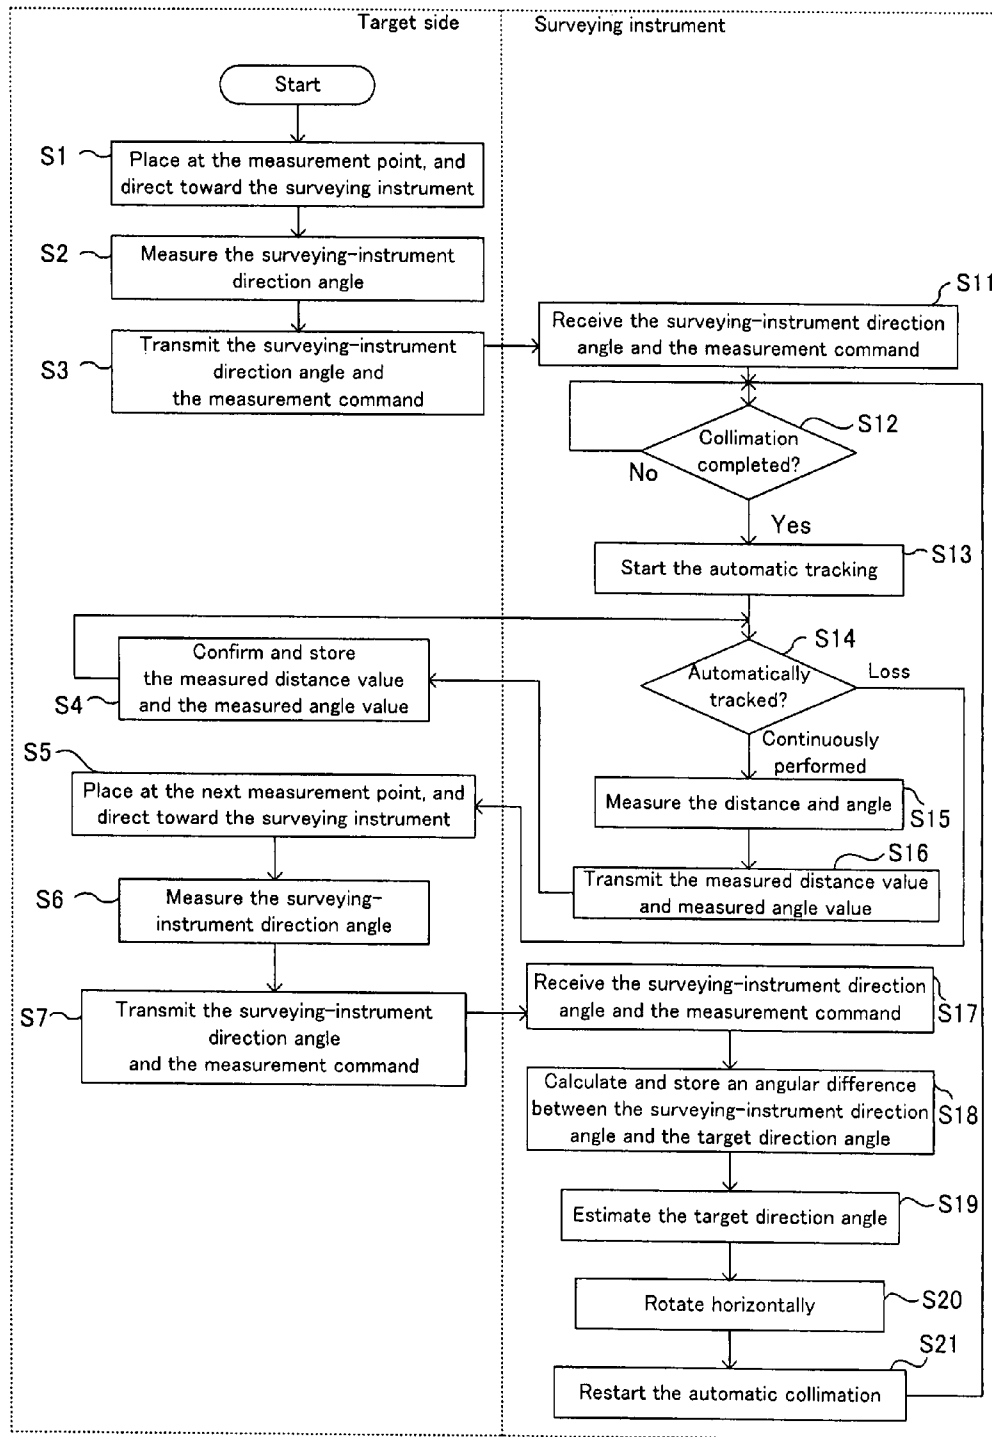 Target side
Surveying instrument
Start
S1
Place at the measurement point, and
direct toward the surveying instrument
S2
Measure the surveying-instrument
direction angle
S3
Transmit the surveying-instrument
direction angle and
the measurement command
S11
Receive the surveying-instrument direction
angle and the measurement command
S12
Collimation
completed?
No
Yes
S13
Start the automatic tracking
S14
Automatically
tracked?
Loss
Continuously
performed
S4
Confirm and store
the measured distance value
and the measured angle value
S15
Measure the distance and angle
S16
Transmit the measured distance value
and measured angle value
S5
Place at the next measurement point, and
direct toward the surveying instrument
S6
Measure the surveying-
instrument direction angle
S7
Transmit the surveying-instrument
direction angle
and the measurement command
S17
Receive the surveying-instrument direction
angle and the measurement command
S18
Calculate and store an angular difference
between the surveying-instrument direction
angle and the target direction angle
S19
Estimate the target direction angle
S20
Rotate horizontally
S21
Restart the automatic collimation